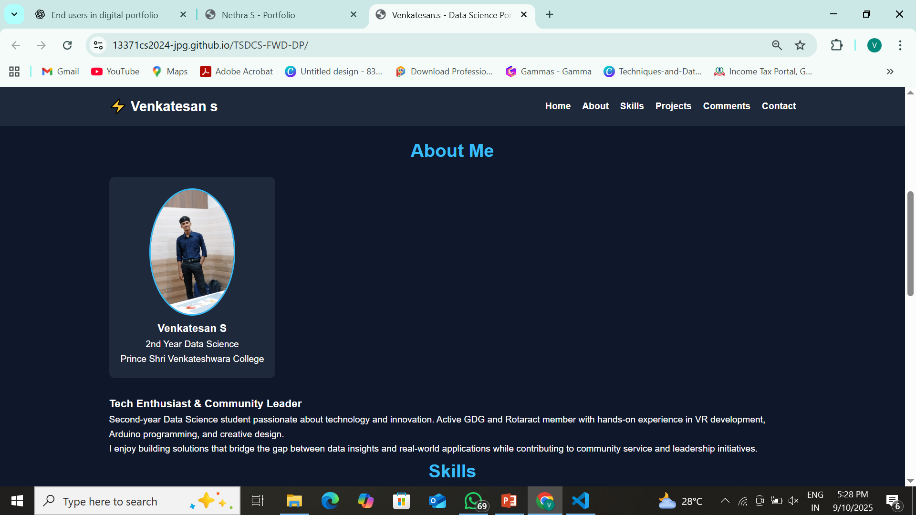 End users in digital portfolio
Nethra S - Portfolio
Venkatesan.s - Data Science Po
13371cs2024-jpg.github.io/TSDCS-FWD-DP/
V
Gmail
YouTube
Maps
Adobe Acrobat
Untitled design - 83...
Download Professio...
Gammas - Gamma
Techniques-and-Dat...
Income Tax Portal, G...
⚡ Venkatesan s
Home About Skills Projects Comments Contact
About Me
Venkatesan S
2nd Year Data Science
Prince Shri Venkateshwara College
Tech Enthusiast & Community Leader
Second-year Data Science student passionate about technology and innovation. Active GDG and Rotaract member with hands-on experience in VR development,
Arduino programming, and creative design.
I enjoy building solutions that bridge the gap between data insights and real-world applications while contributing to community service and leadership initiatives.
Skills
Type here to search
69
28°C
ENG
IN
5:28 PM
9/10/2025
6